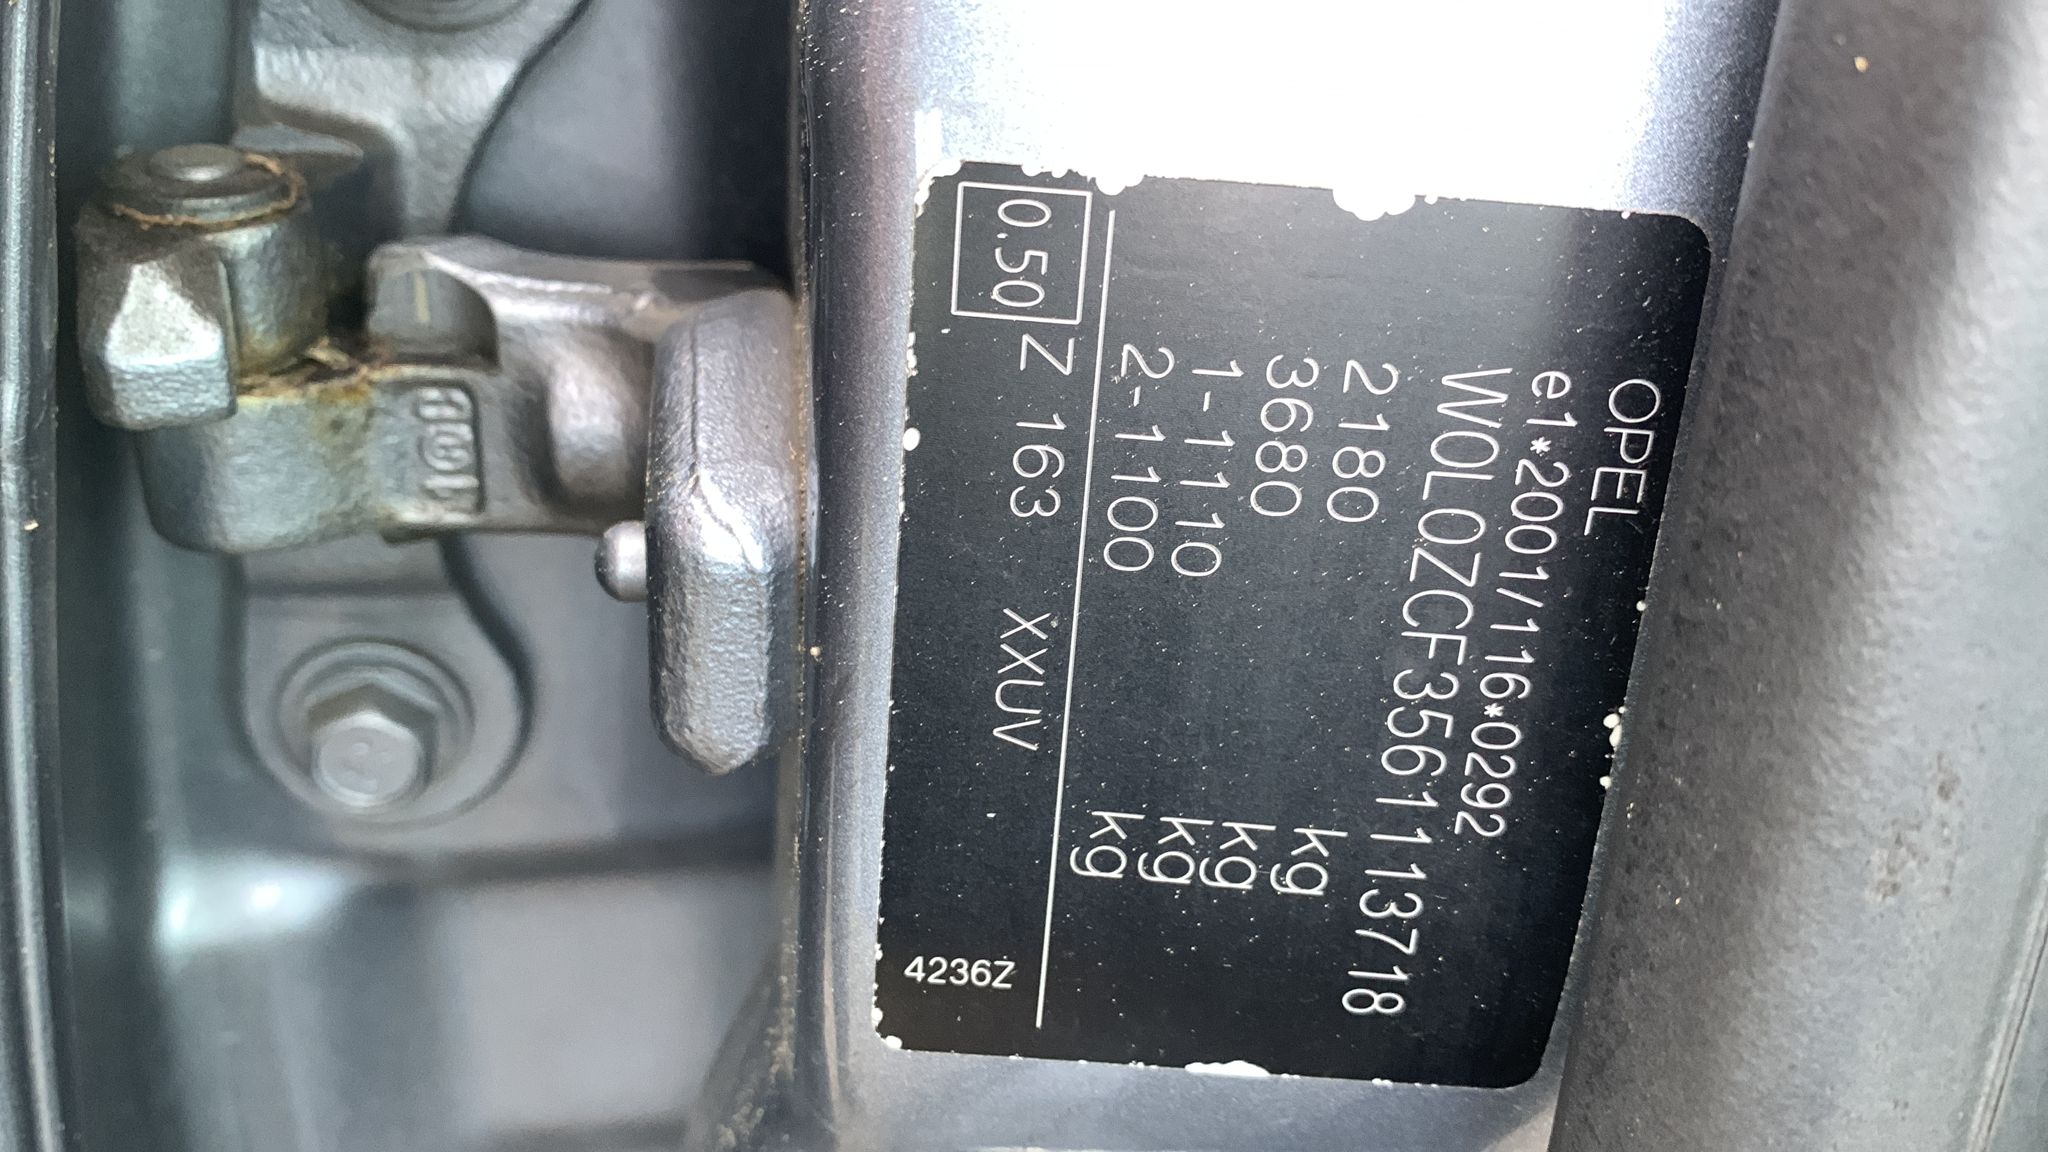 OPEL
e1*2001/116*0292
W0L0ZCF3561113718
2180 kg
3680 kg
1-1110 kg
2-1100 kg
0.50 Z 163 XXUV
4236Z